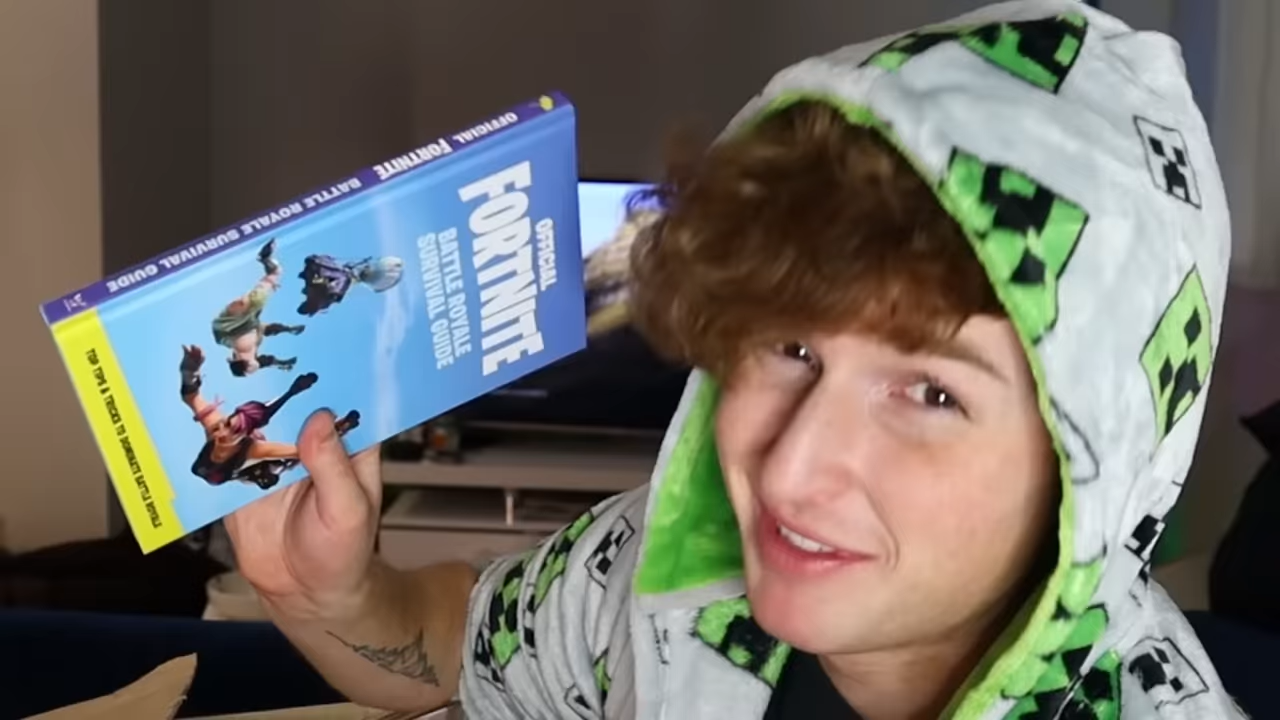 OFFICIAL FORTNITE BATTLE ROYALE SURVIVAL GUIDE
OFFICIAL
FORTNITE
BATTLE ROYALE
SURVIVAL GUIDE
TOP TIPS & TRICKS TO DOMINATE BATTLE ROYALE